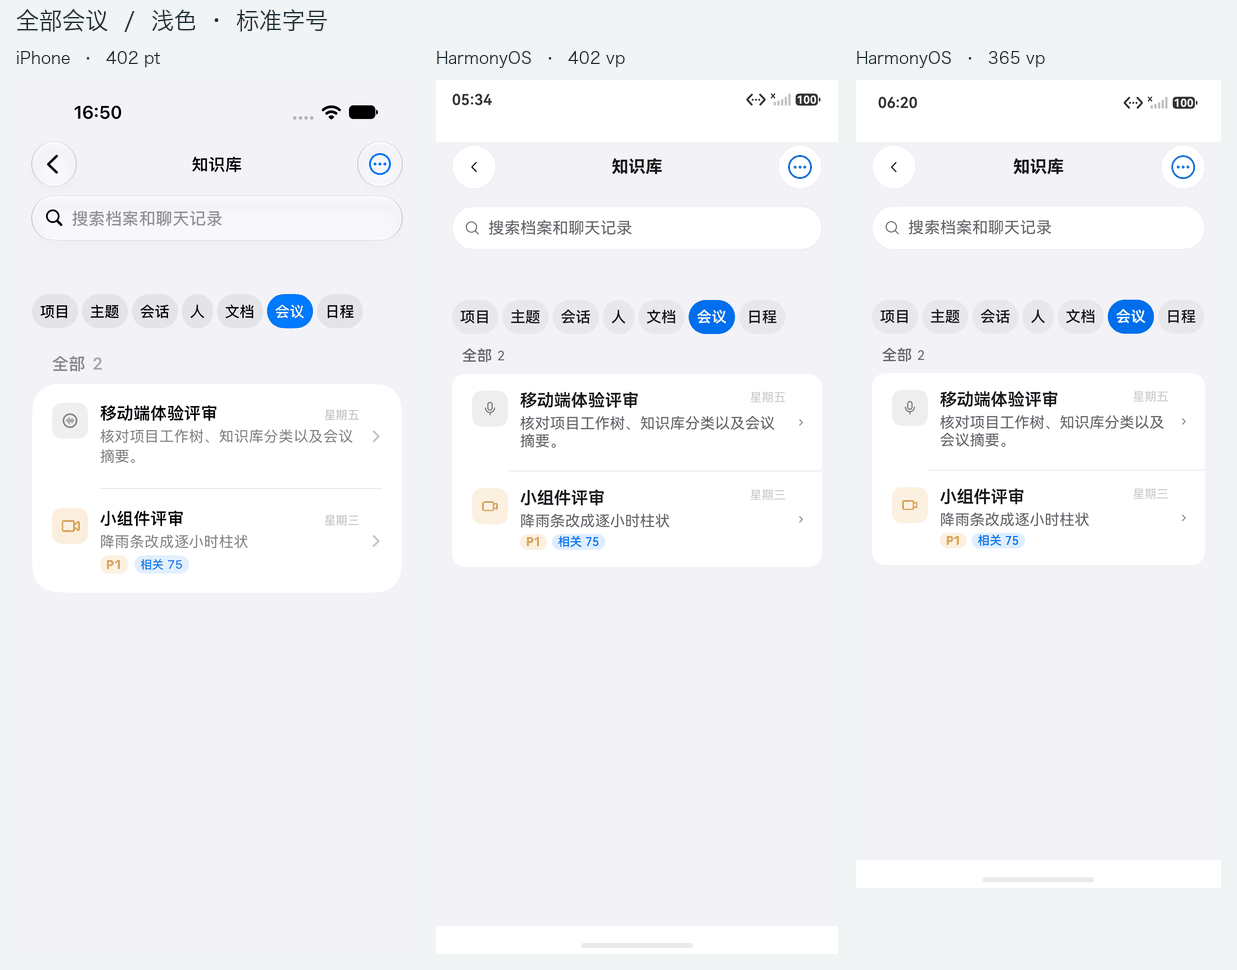 全部会议 / 浅色 · 标准字号
iPhone · 402 pt
16:50
知识库
搜索档案和聊天记录
项目 主题 会话 人 文档 会议 日程
全部 2
移动端体验评审 星期五
核对项目工作树、知识库分类以及会议
摘要。
小组件评审 星期三
降雨条改成逐小时柱状
P1 相关 75
HarmonyOS · 402 vp
05:34 100
知识库
搜索档案和聊天记录
项目 主题 会话 人 文档 会议 日程
全部 2
移动端体验评审 星期五
核对项目工作树、知识库分类以及会议
摘要。
小组件评审 星期三
降雨条改成逐小时柱状
P1 相关 75
HarmonyOS · 365 vp
06:20 100
知识库
搜索档案和聊天记录
项目 主题 会话 人 文档 会议 日程
全部 2
移动端体验评审 星期五
核对项目工作树、知识库分类以及
会议摘要。
小组件评审 星期三
降雨条改成逐小时柱状
P1 相关 75